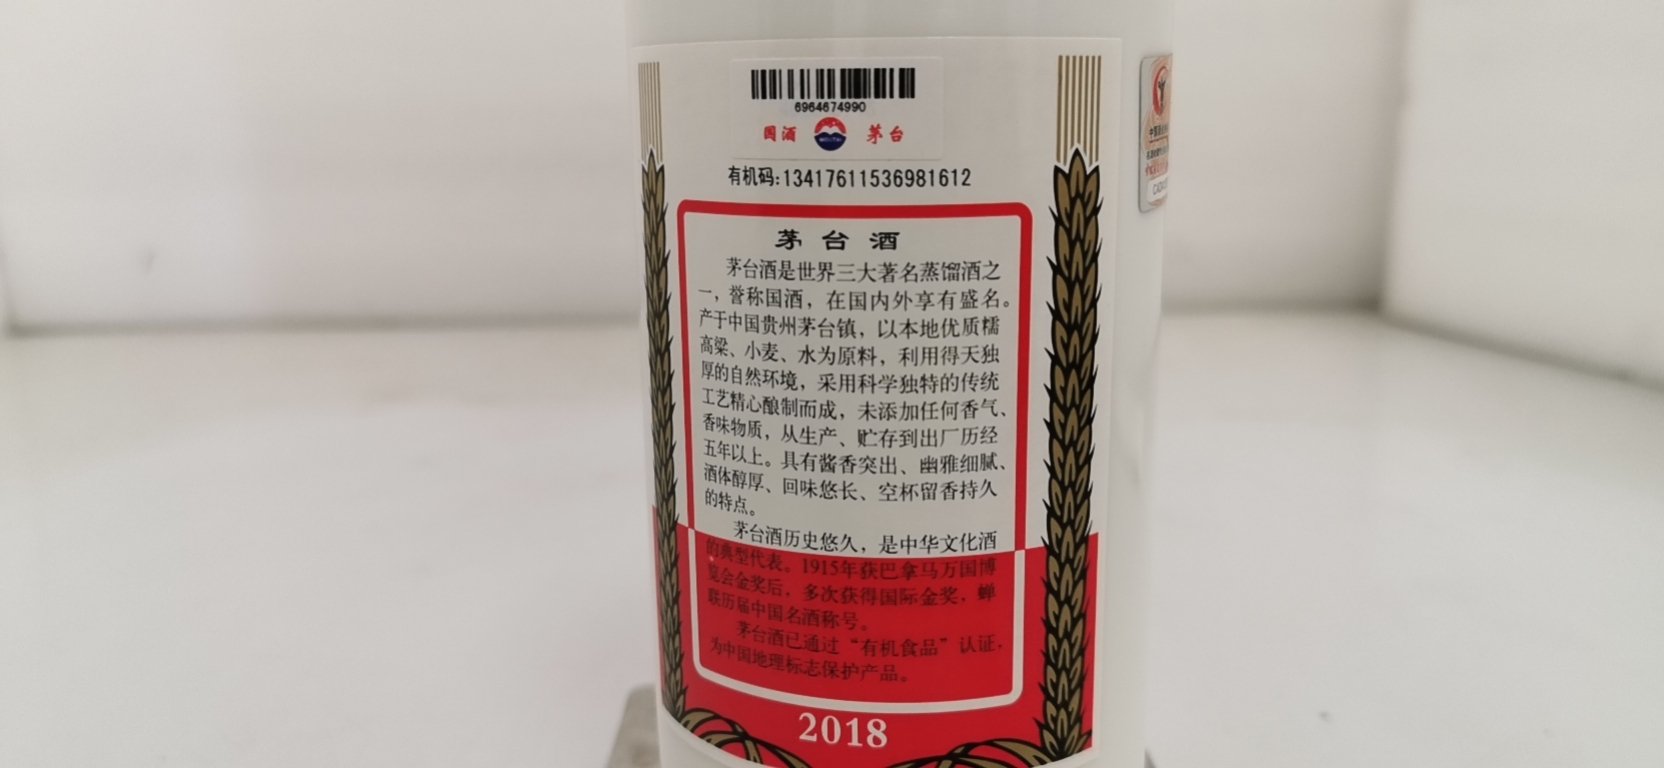 6964674990
国酒 茅台
有机码:13417611536981612
茅台酒
茅台酒是世界三大著名蒸馏酒之
一，誉称国酒，在国内外享有盛名。
产于中国贵州茅台镇，以本地优质糯
高粱、小麦、水为原料，利用得天独
厚的自然环境，采用科学独特的传统
工艺精心酿制而成，未添加任何香气、
香味物质，从生产、贮存到出厂历经
五年以上。具有酱香突出、幽雅细腻、
酒体醇厚、回味悠长、空杯留香持久
的特点。
茅台酒历史悠久，是中华文化酒
的典型代表。1915年获巴拿马万国博
览会金奖后，多次获得国际金奖，蝉
联历届中国名酒称号。
茅台酒已通过“有机食品”认证，
为中国地理标志保护产品。
2018